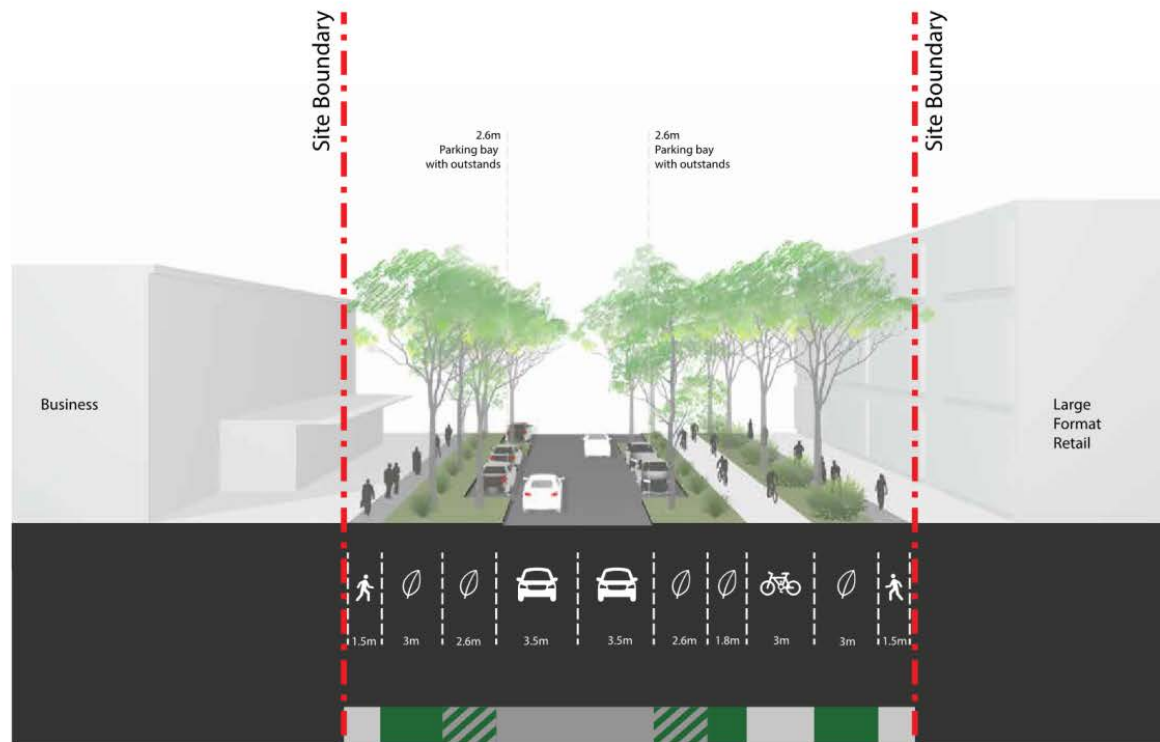 Site Boundary
Site Boundary
2.6m
Parking bay
with outstands
2.6m
Parking bay
with outstands
Business
Large
Format
Retail
1.5m
3m
2.6m
3.5m
3.5m
2.6m
1.8m
3m
3m
1.5m